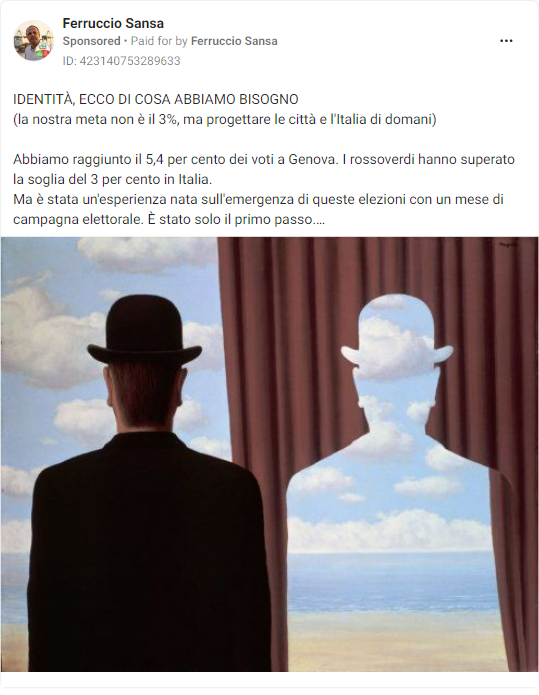 Ferruccio Sansa
Sponsored • Paid for by Ferruccio Sansa
ID: 423140753289633
IDENTITÀ, ECCO DI COSA ABBIAMO BISOGNO
(la nostra meta non è il 3%, ma progettare le città e l'Italia di domani)
Abbiamo raggiunto il 5,4 per cento dei voti a Genova. I rossoverdi hanno superato
la soglia del 3 per cento in Italia.
Ma è stata un'esperienza nata sull'emergenza di queste elezioni con un mese di
campagna elettorale. È stato solo il primo passo....